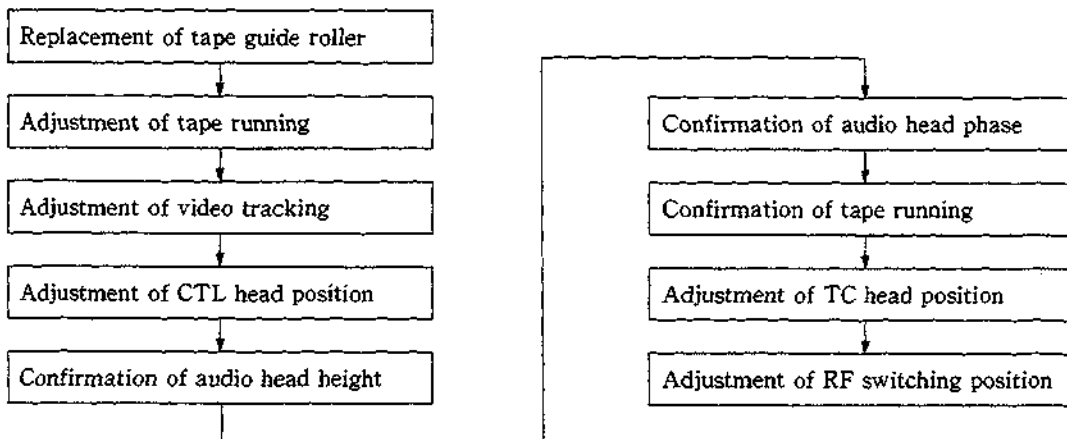 Replacement of tape guide roller
Adjustment of tape running
Adjustment of video tracking
Adjustment of CTL head position
Confirmation of audio head height
Confirmation of audio head phase
Confirmation of tape running
Adjustment of TC head position
Adjustment of RF switching position